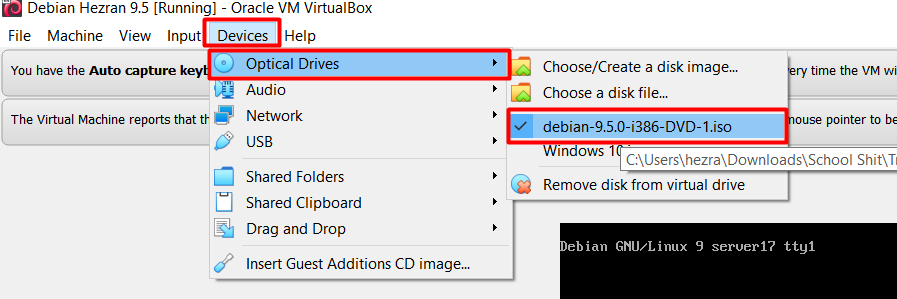 Debian Hezran 9.5 [Running] - Oracle VM VirtualBox
File Machine View Input Devices Help
You have the Auto capture keyb
very time the VM wi
The Virtual Machine reports that th
mouse pointer to be
Optical Drives
Audio
Network
USB
Shared Folders
Shared Clipboard
Drag and Drop
Insert Guest Additions CD image...
Choose/Create a disk image...
Choose a disk file...
debian-9.5.0-i386-DVD-1.iso
Windows 10
C:\Users\hezra\Downloads\School Shit\Tr
Remove disk from virtual drive
Debian GNU/Linux 9 server17 tty1